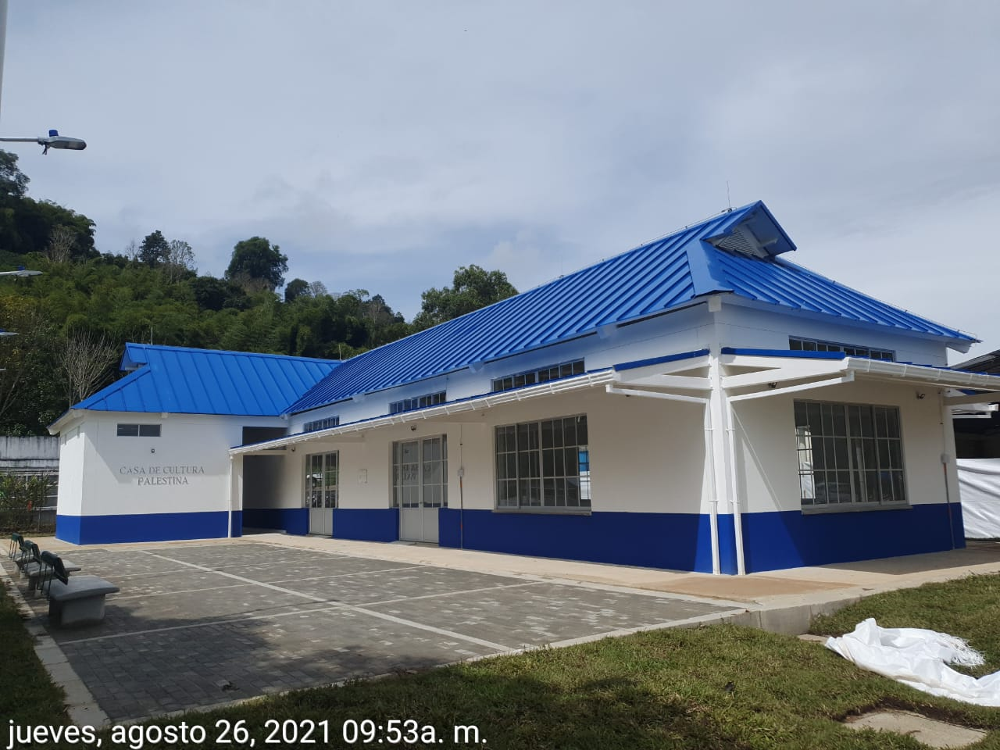 CASA DE CULTURA
PALESTINA
jueves, agosto 26, 2021 09:53a. m.